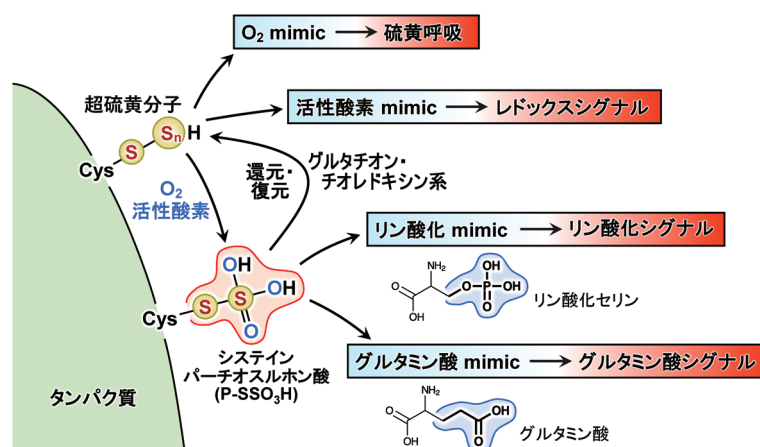 O₂ mimic → 硫黄呼吸
超硫黄分子
活性酸素 mimic → レドックスシグナル
Cys S Sn H
O₂
活性酸素
還元・
復元
グルタチオン・
チオレドキシン系
リン酸化 mimic → リン酸化シグナル
NH₂
O
OH
O
P
OH
OH
O
リン酸化セリン
Cys S S OH OH O
システイン
パーチオスルホン酸
(P-SSO₃H)
グルタミン酸 mimic → グルタミン酸シグナル
NH₂
O
OH
OH
O
グルタミン酸
タンパク質